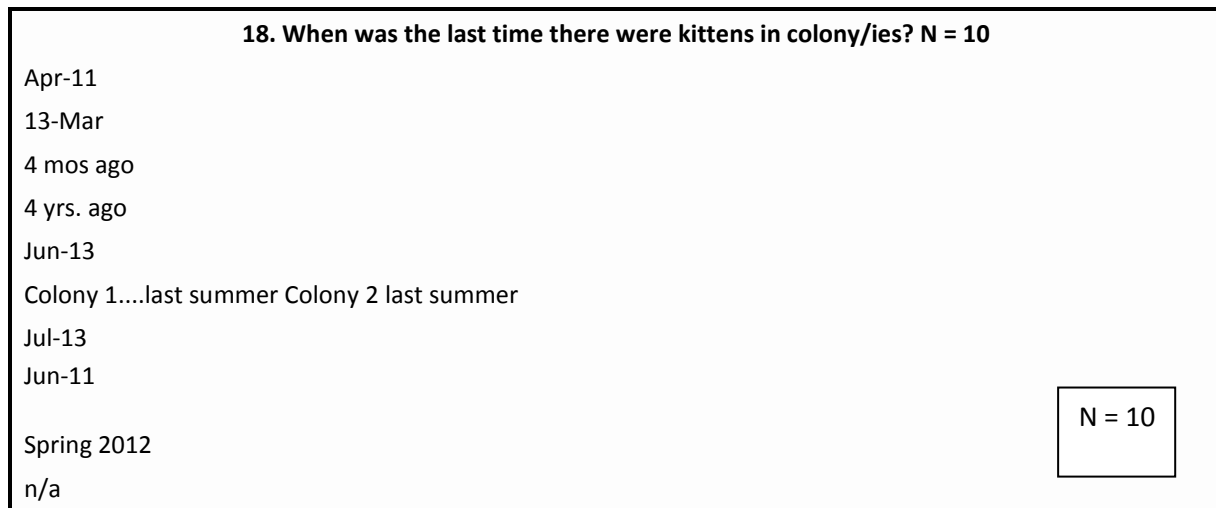 18. When was the last time there were kittens in colony/ies? N = 10
Apr-11
13-Mar
4 mos ago
4 yrs. ago
Jun-13
Colony 1....last summer Colony 2 last summer
Jul-13
Jun-11
N = 10
Spring 2012
n/a